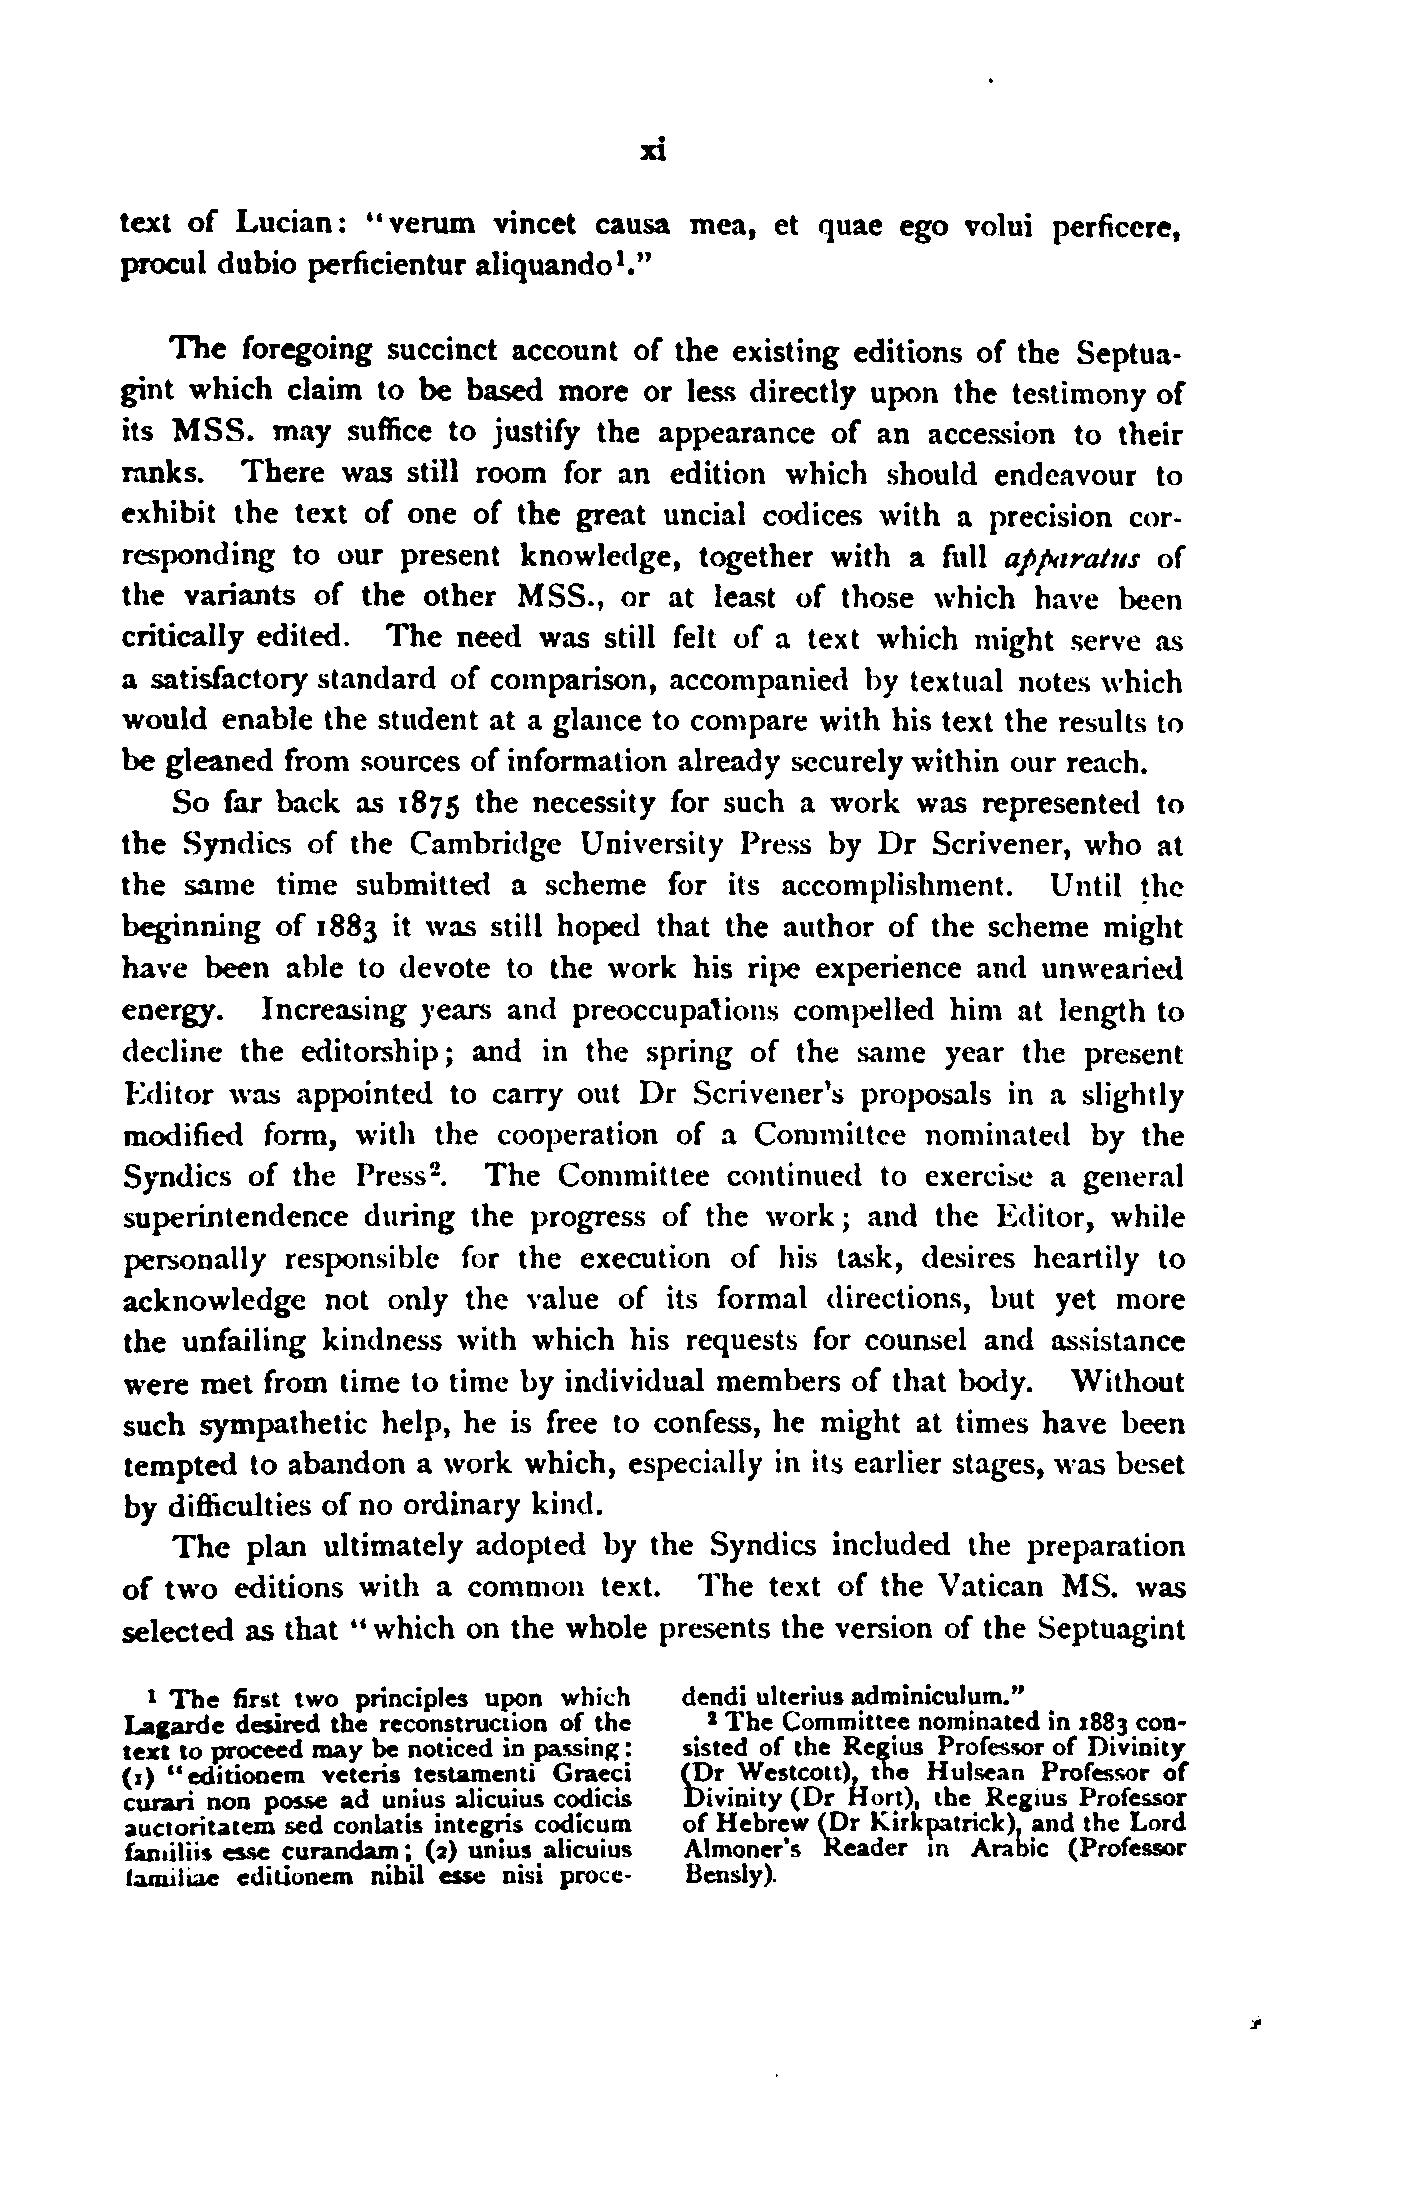 xi
text of Lucian: “verum vincet causa mea, et quae ego volui perficere,
procul dubio perficientur aliquando¹.”
The foregoing succinct account of the existing editions of the Septua-
gint which claim to be based more or less directly upon the testimony of
its MSS. may suffice to justify the appearance of an accession to their
ranks. There was still room for an edition which should endeavour to
exhibit the text of one of the great uncial codices with a precision cor-
responding to our present knowledge, together with a full apparatus of
the variants of the other MSS., or at least of those which have been
critically edited. The need was still felt of a text which might serve as
a satisfactory standard of comparison, accompanied by textual notes which
would enable the student at a glance to compare with his text the results to
be gleaned from sources of information already securely within our reach.
So far back as 1875 the necessity for such a work was represented to
the Syndics of the Cambridge University Press by Dr Scrivener, who at
the same time submitted a scheme for its accomplishment. Until the
beginning of 1883 it was still hoped that the author of the scheme might
have been able to devote to the work his ripe experience and unwearied
energy. Increasing years and preoccupations compelled him at length to
decline the editorship; and in the spring of the same year the present
Editor was appointed to carry out Dr Scrivener's proposals in a slightly
modified form, with the cooperation of a Committee nominated by the
Syndics of the Press². The Committee continued to exercise a general
superintendence during the progress of the work; and the Editor, while
personally responsible for the execution of his task, desires heartily to
acknowledge not only the value of its formal directions, but yet more
the unfailing kindness with which his requests for counsel and assistance
were met from time to time by individual members of that body. Without
such sympathetic help, he is free to confess, he might at times have been
tempted to abandon a work which, especially in its earlier stages, was beset
by difficulties of no ordinary kind.
The plan ultimately adopted by the Syndics included the preparation
of two editions with a common text. The text of the Vatican MS. was
selected as that “which on the whole presents the version of the Septuagint
¹ The first two principles upon which
Lagarde desired the reconstruction of the
text to proceed may be noticed in passing:
(1) “editionem veteris testamenti Graeci
curari non posse ad unius alicuius codicis
auctoritatem sed conlatis integris codicum
familiis esse curandam; (2) unius alicuius
familiae editionem nihil esse nisi proce-
dendi ulterius adminiculum.”
² The Committee nominated in 1883 con-
sisted of the Regius Professor of Divinity
(Dr Westcott), the Hulsean Professor of
Divinity (Dr Hort), the Regius Professor
of Hebrew (Dr Kirkpatrick), and the Lord
Almoner's Reader in Arabic (Professor
Bensly).